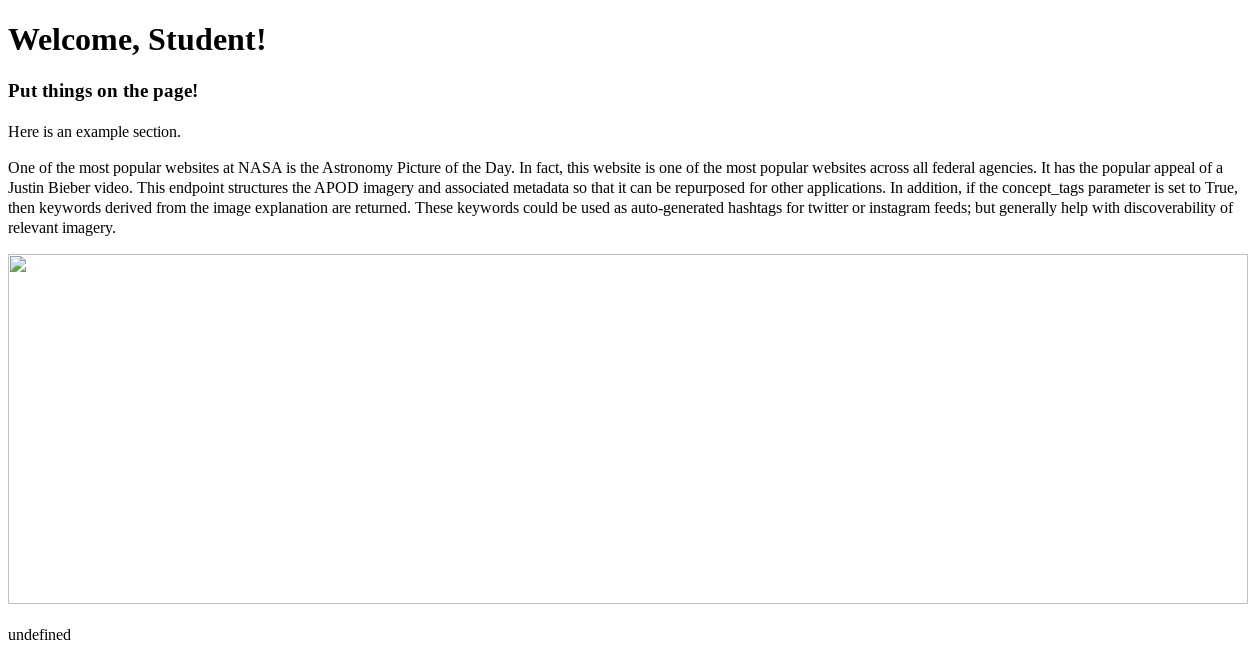 Welcome, Student!
Put things on the page!
Here is an example section.
One of the most popular websites at NASA is the Astronomy Picture of the Day. In fact, this website is one of the most popular websites across all federal agencies. It has the popular appeal of a
Justin Bieber video. This endpoint structures the APOD imagery and associated metadata so that it can be repurposed for other applications. In addition, if the concept_tags parameter is set to True,
then keywords derived from the image explanation are returned. These keywords could be used as auto-generated hashtags for twitter or instagram feeds; but generally help with discoverability of
relevant imagery.
undefined